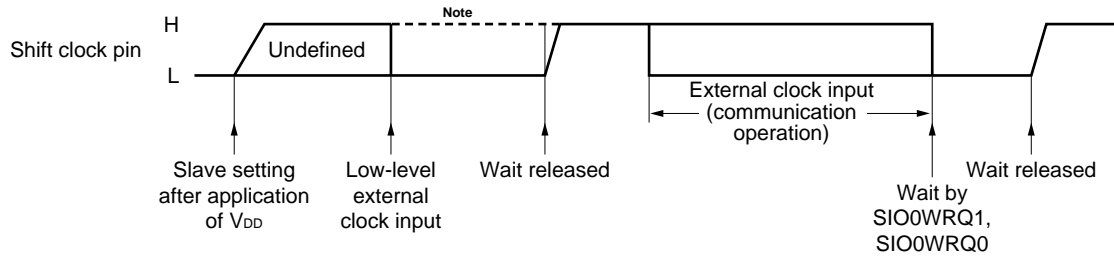 Note
H
Shift clock pin
Undefined
L
External clock input
(communication
operation)
Slave setting
after application
of VDD
Low-level
external
clock input
Wait released
Wait by
SIO0WRQ1,
SIO0WRQ0
Wait released